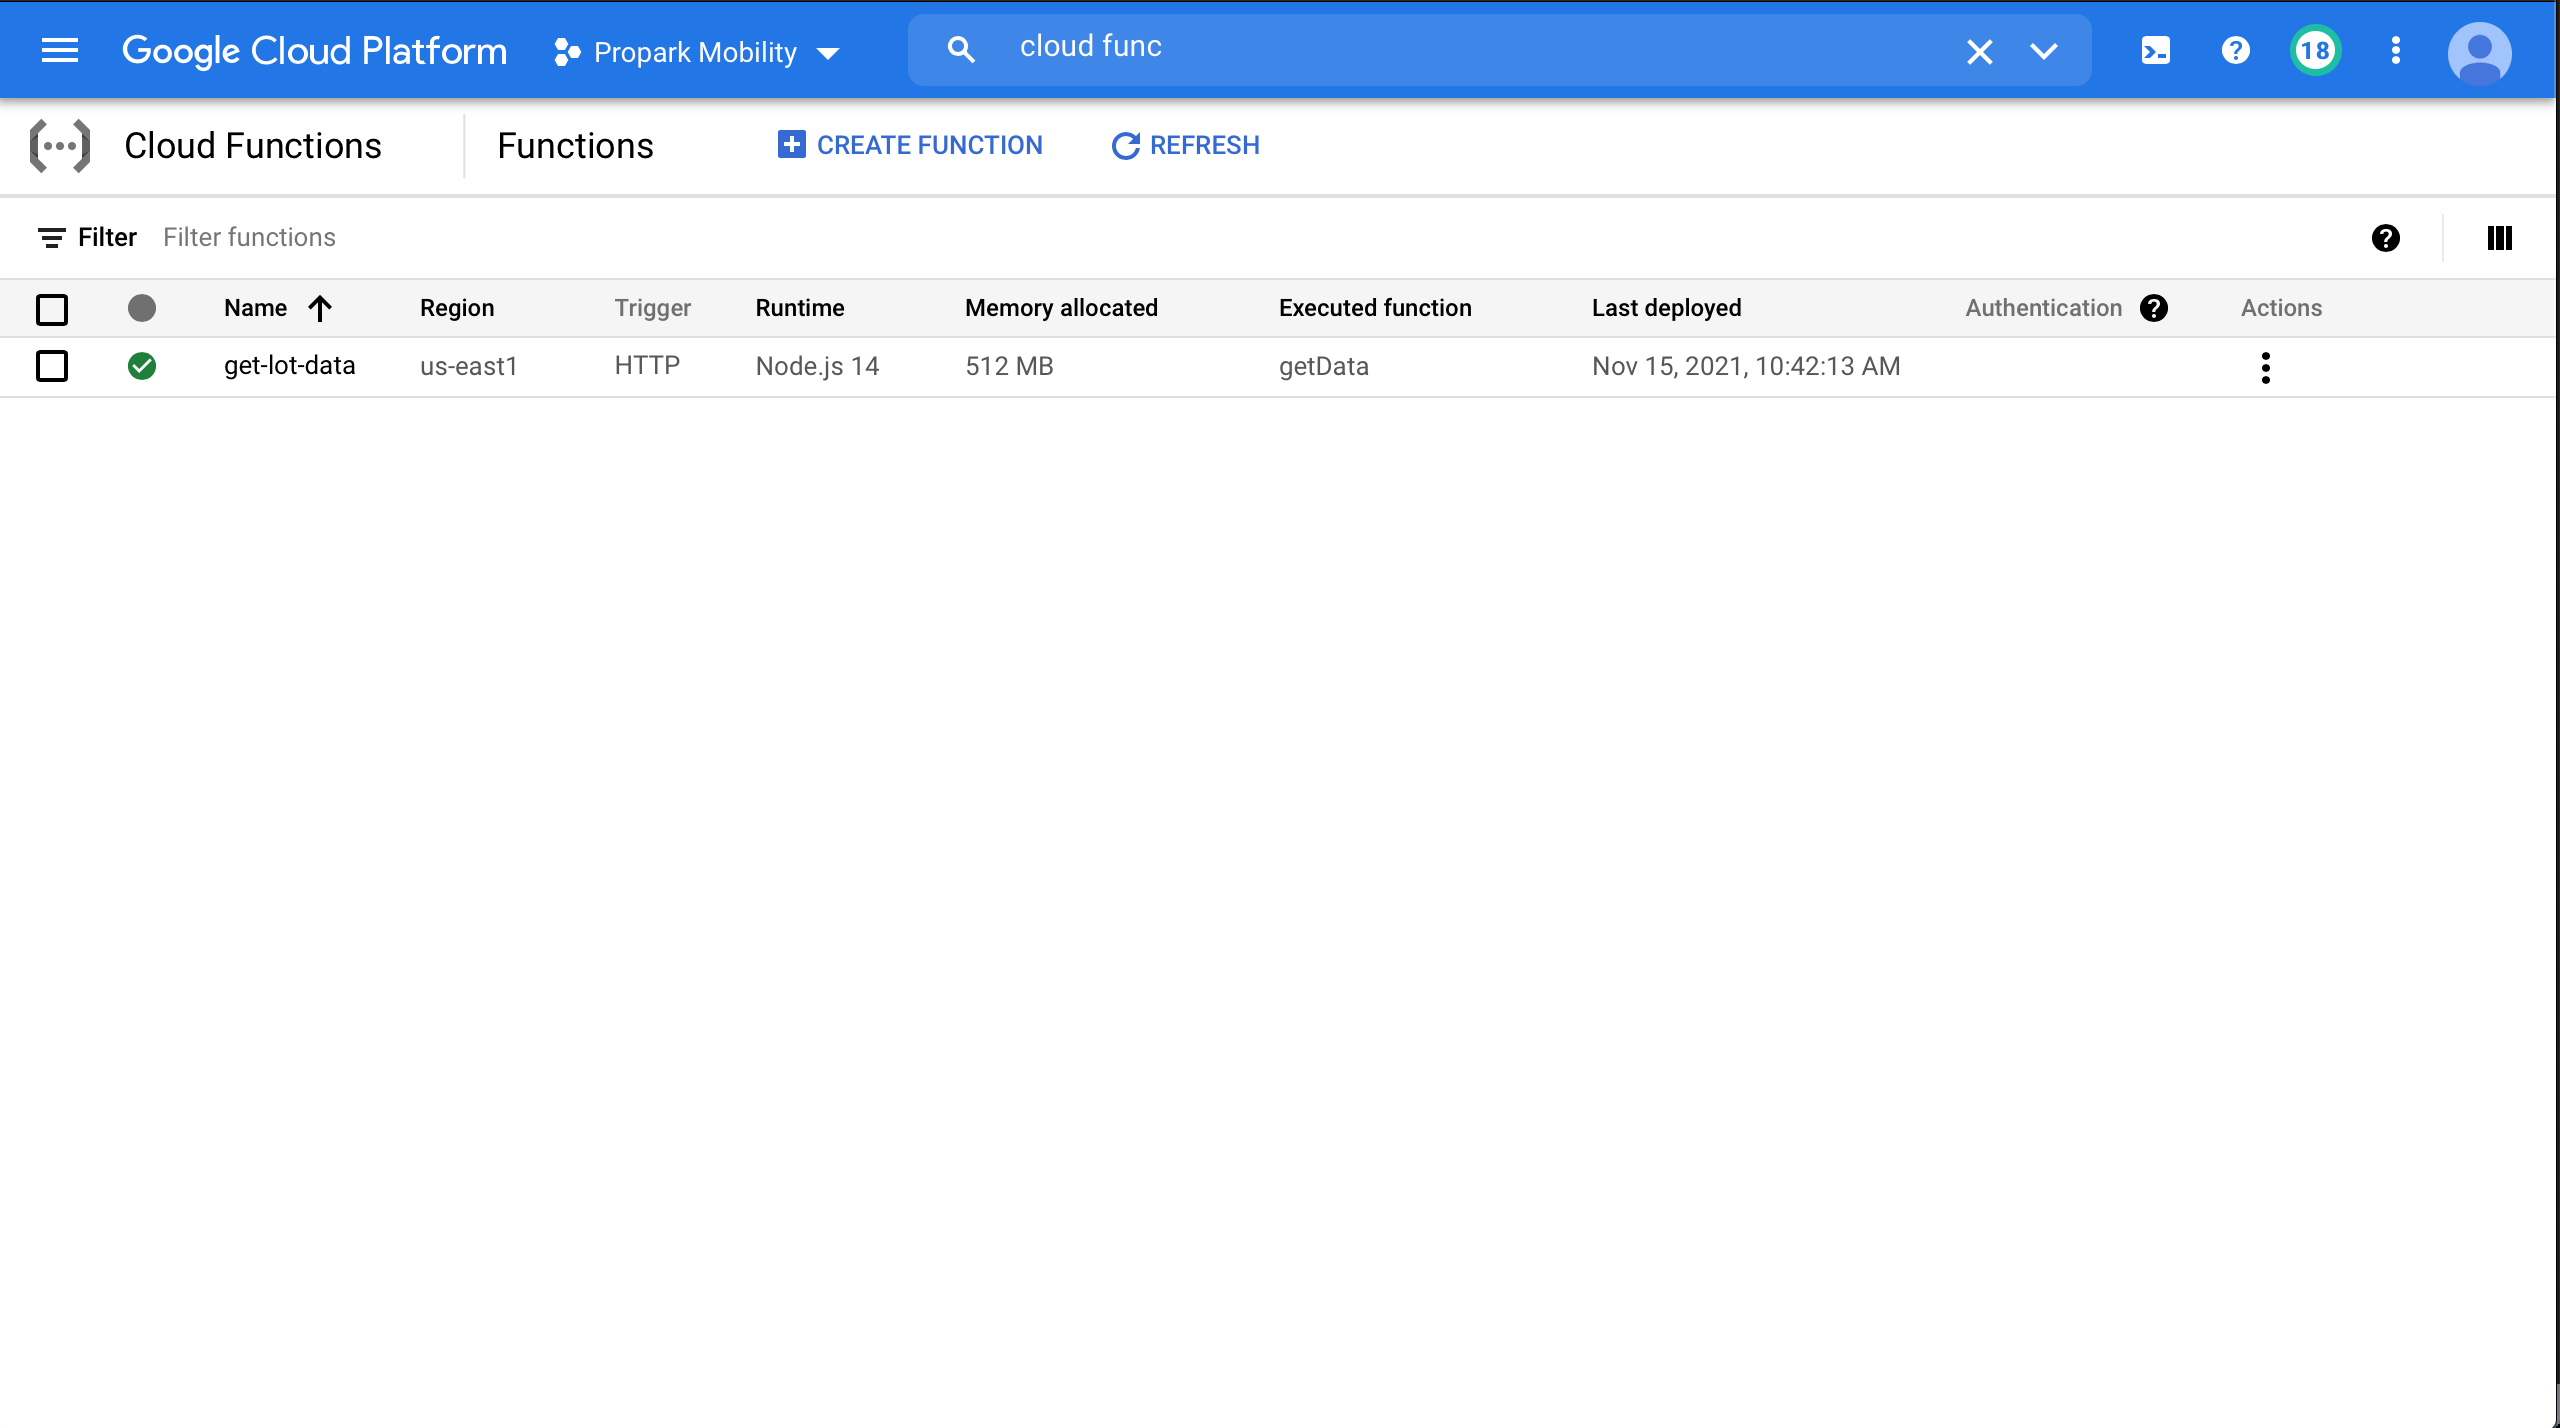 Google Cloud Platform Propark Mobility cloud func 18
Cloud Functions Functions CREATE FUNCTION REFRESH
Filter Filter functions
Name Region Trigger Runtime Memory allocated Executed function Last deployed Authentication Actions
get-lot-data us-east1 HTTP Node.js 14 512 MB getData Nov 15, 2021, 10:42:13 AM